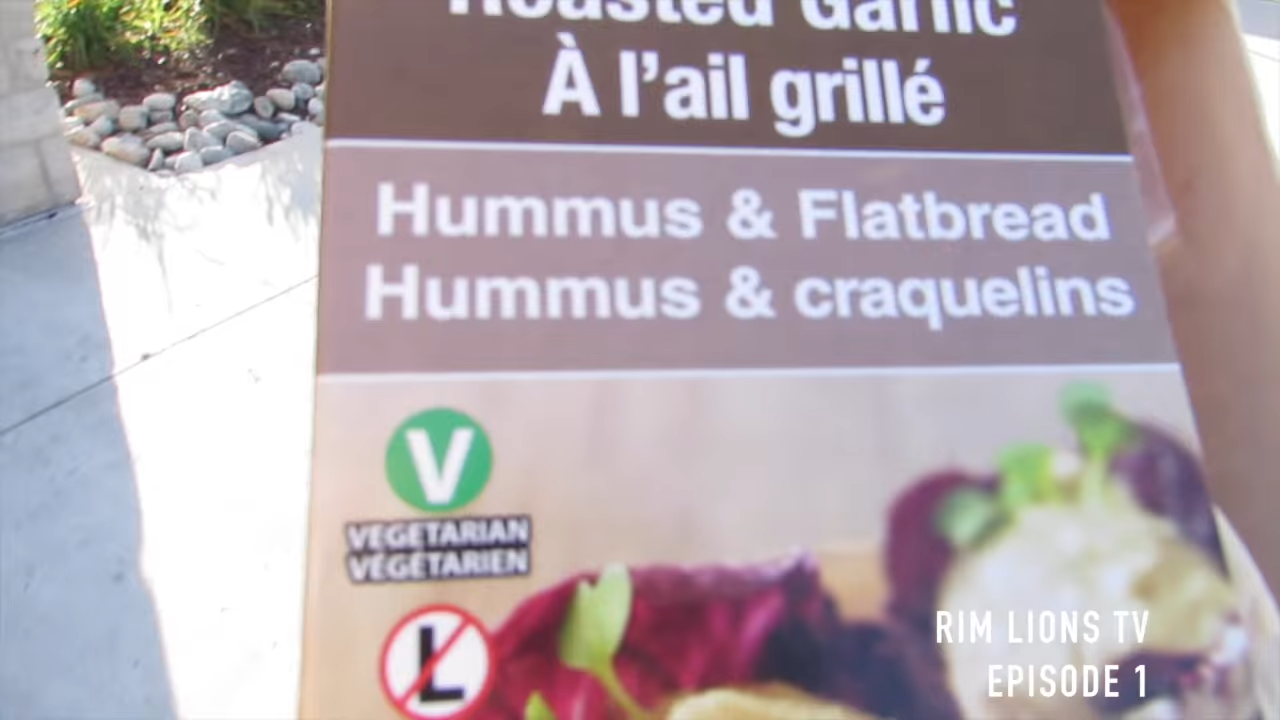 Roasted Garlic
À l'ail grillé
Hummus & Flatbread
Hummus & craquelins
V
VEGETARIAN
VÉGÉTARIEN
L
RIM LIONS TV
EPISODE 1